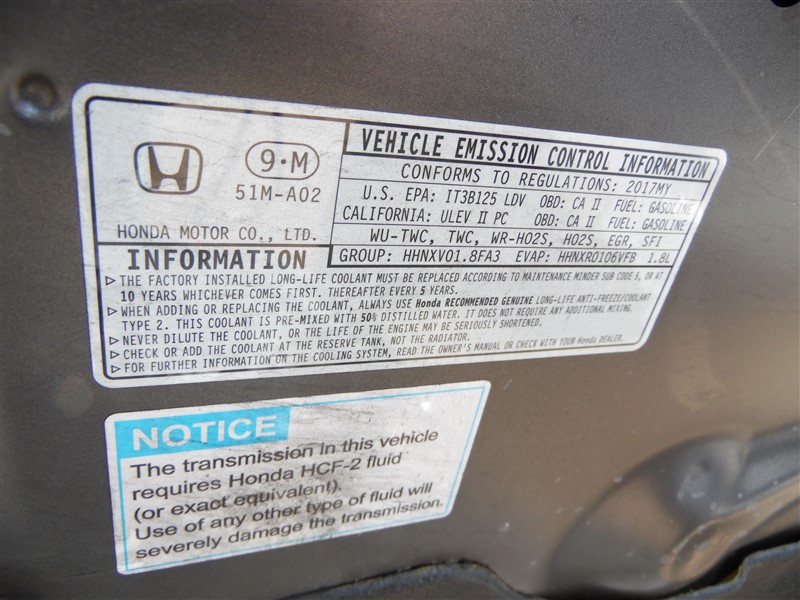 9·M
51M-A02
HONDA MOTOR CO., LTD.
VEHICLE EMISSION CONTROL INFORMATION
CONFORMS TO REGULATIONS: 2017MY
U.S. EPA: IT3B125 LDV OBD: CA II FUEL: GASOLINE
CALIFORNIA: ULEV II PC OBD: CA II FUEL: GASOLINE
WU-TWC, TWC, WR-HO2S, HO2S, EGR, SFI
GROUP: HHNXV01.8FA3 EVAP: HHNXR0106VFB 1.8L
INFORMATION
▷ THE FACTORY INSTALLED LONG-LIFE COOLANT MUST BE REPLACED ACCORDING TO MAINTENANCE MINDER SUB CODE 5, OR AT
10 YEARS WHICHEVER COMES FIRST. THEREAFTER EVERY 5 YEARS.
▷ WHEN ADDING OR REPLACING THE COOLANT, ALWAYS USE Honda RECOMMENDED GENUINE LONG-LIFE ANTI-FREEZE/COOLANT
TYPE 2. THIS COOLANT IS PRE-MIXED WITH 50% DISTILLED WATER. IT DOES NOT REQUIRE ANY ADDITIONAL MIXING.
▷ NEVER DILUTE THE COOLANT, OR THE LIFE OF THE ENGINE MAY BE SERIOUSLY SHORTENED.
▷ CHECK OR ADD THE COOLANT AT THE RESERVE TANK, NOT THE RADIATOR.
▷ FOR FURTHER INFORMATION ON THE COOLING SYSTEM, READ THE OWNER'S MANUAL OR CHECK WITH YOUR Honda DEALER.
NOTICE
The transmission in this vehicle
requires Honda HCF-2 fluid
(or exact equivalent).
Use of any other type of fluid will
severely damage the transmission.